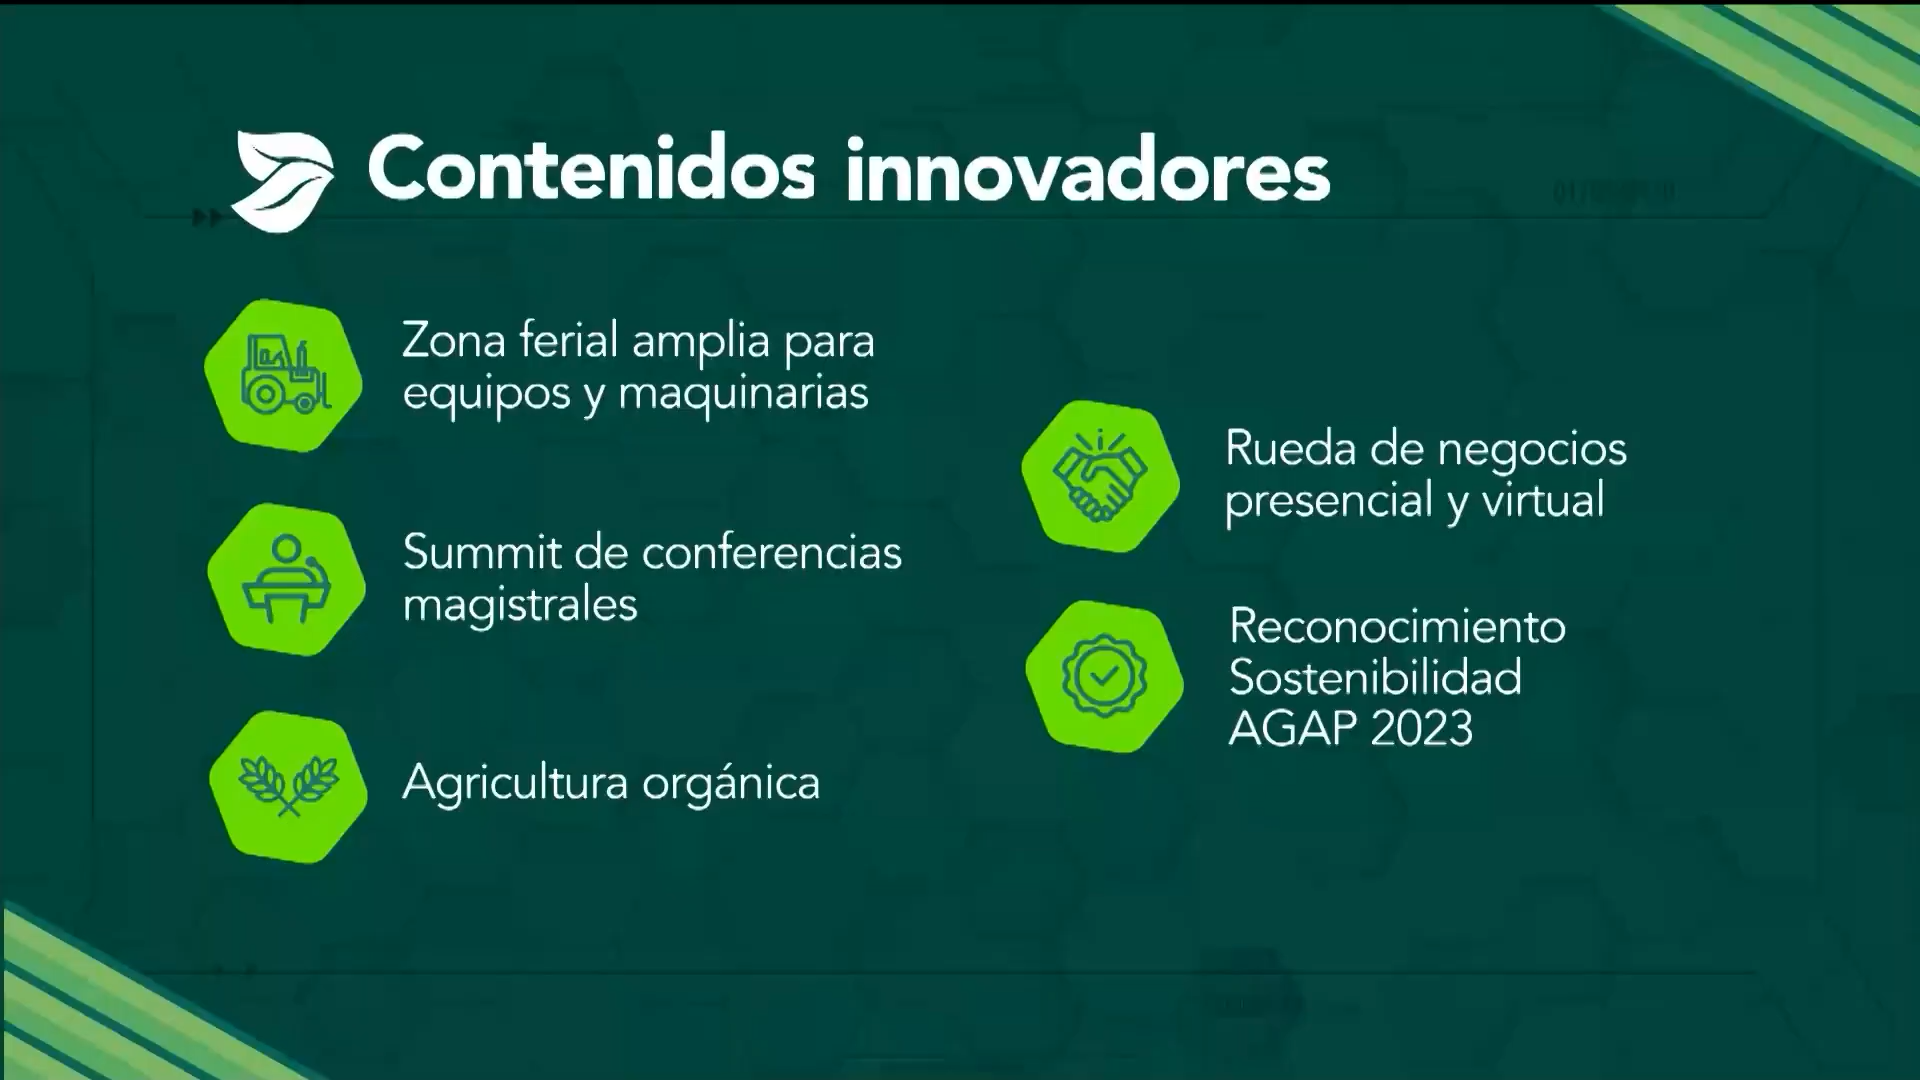 Contenidos innovadores
Zona ferial amplia para
equipos y maquinarias
Summit de conferencias
magistrales
Agricultura orgánica
Rueda de negocios
presencial y virtual
Reconocimiento
Sostenibilidad
AGAP 2023